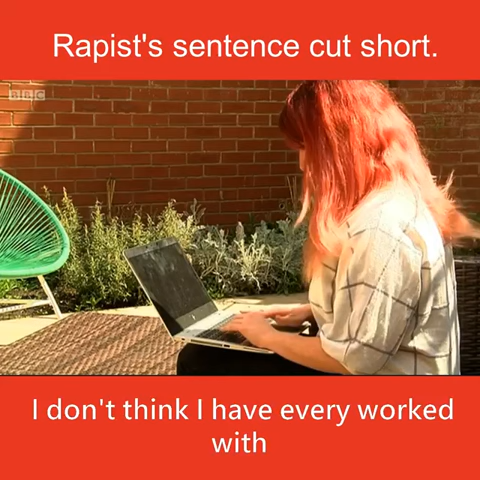 Rapist's sentence cut short.
BBC
I don't think I have every worked
with